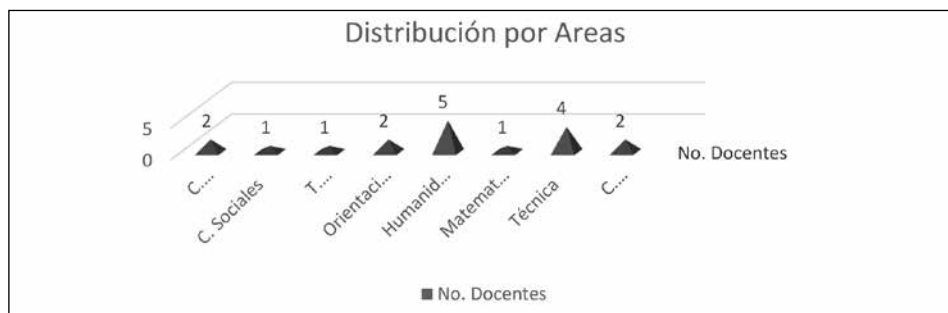 Distribución por Areas
5
0
2
1
1
2
5
1
4
2
No. Docentes
C....
C. Sociales
T....
Orientaci...
Humanid...
Matemat...
Técnica
C....
No. Docentes